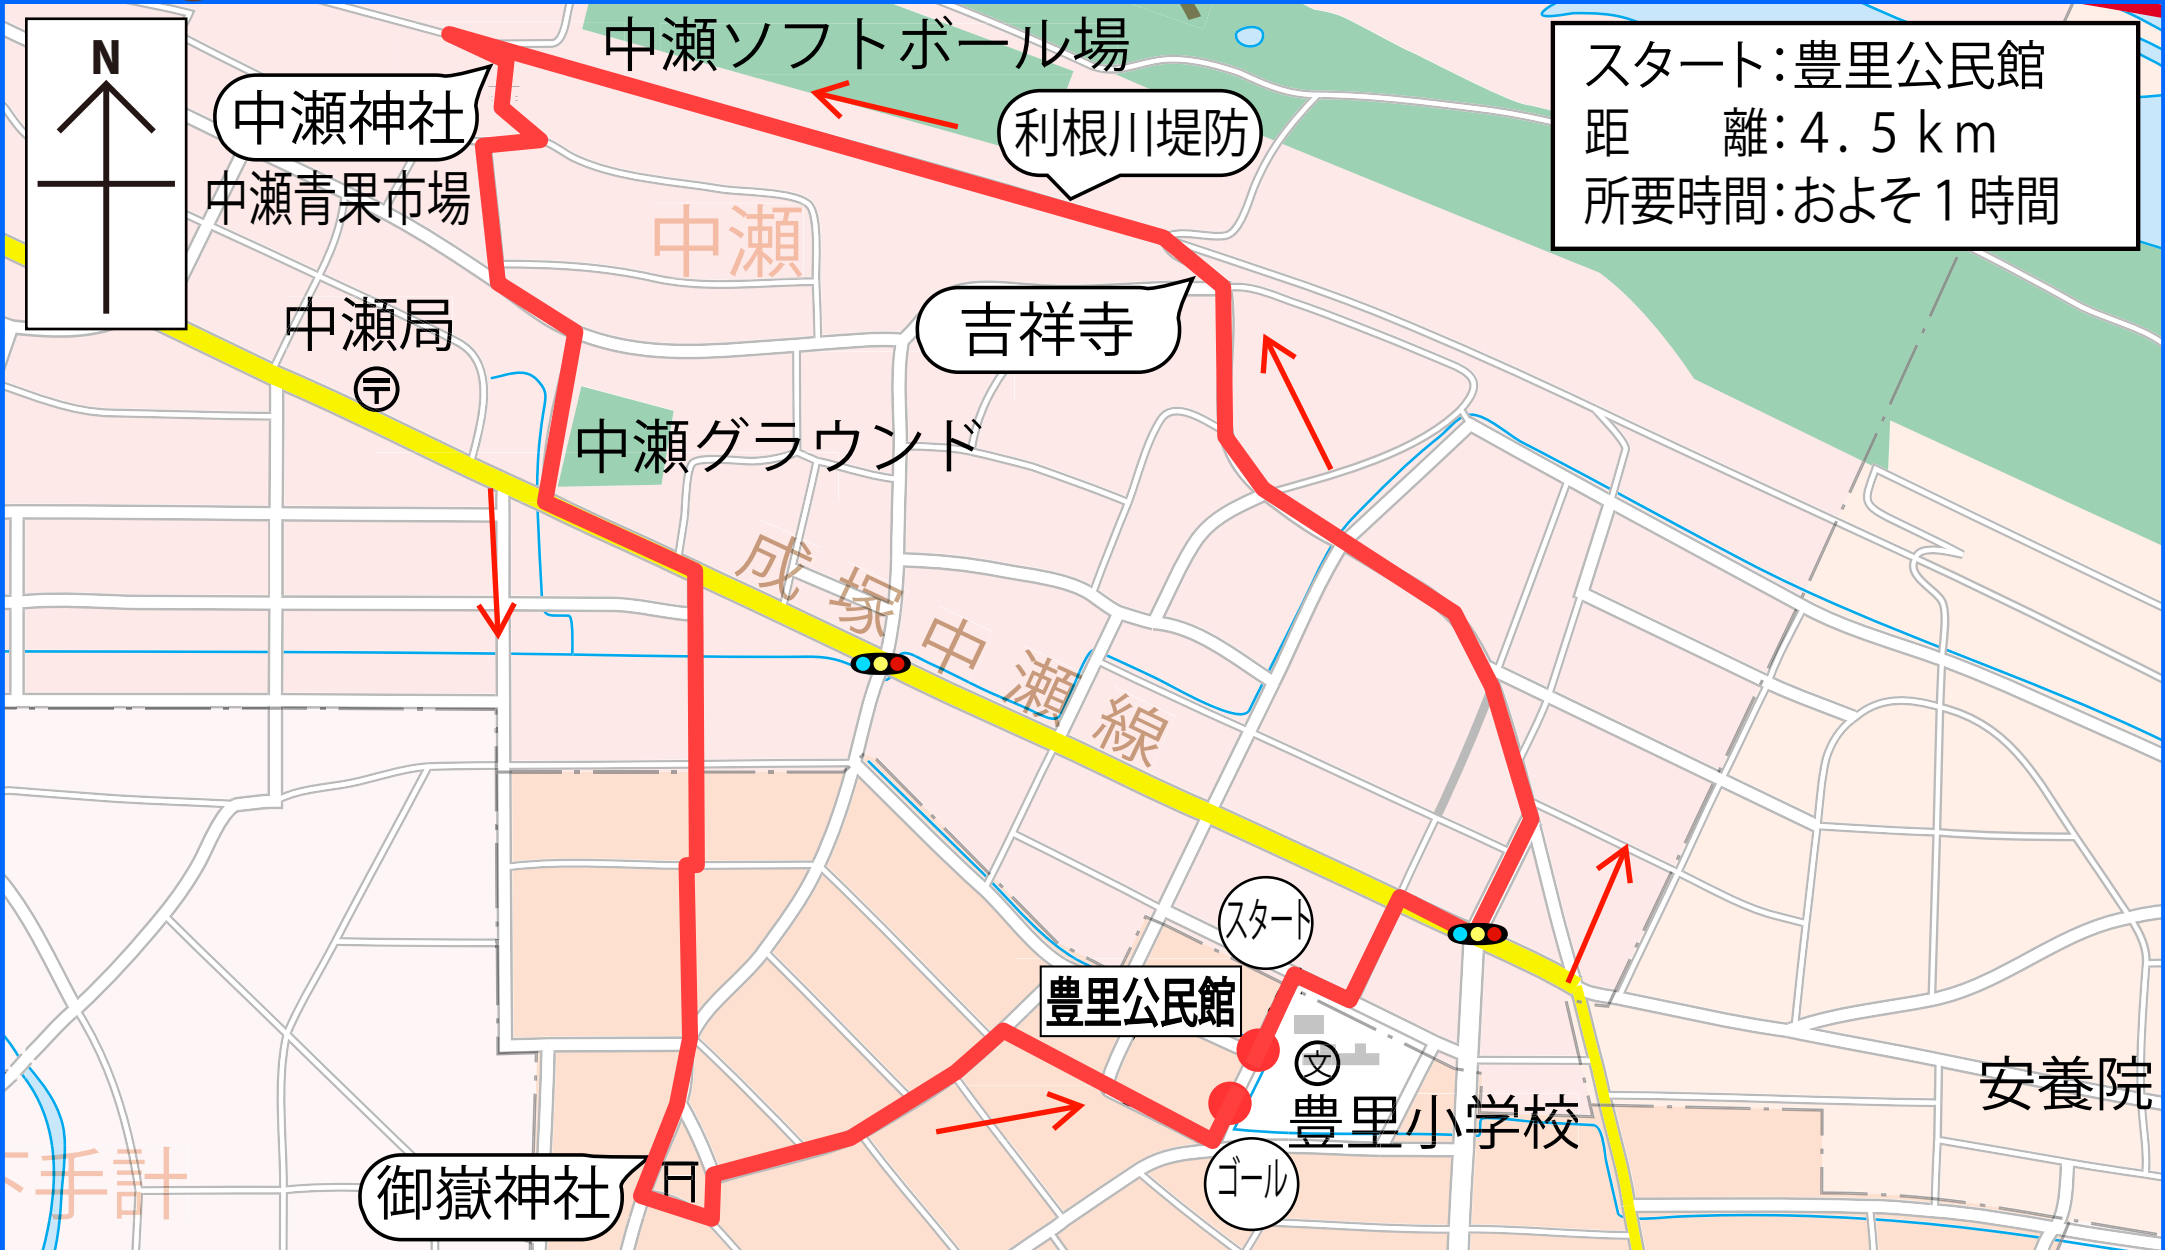 N
中瀬ソフトボール場
スタート：豊里公民館
距　　離：４．５ｋｍ
所要時間：およそ１時間
中瀬神社
利根川堤防
中瀬青果市場
中瀬
中瀬局
吉祥寺
中瀬グラウンド
成塚中瀬線
スタート
豊里公民館
文
豊里小学校
安養院
ゴール
御嶽神社
下手計